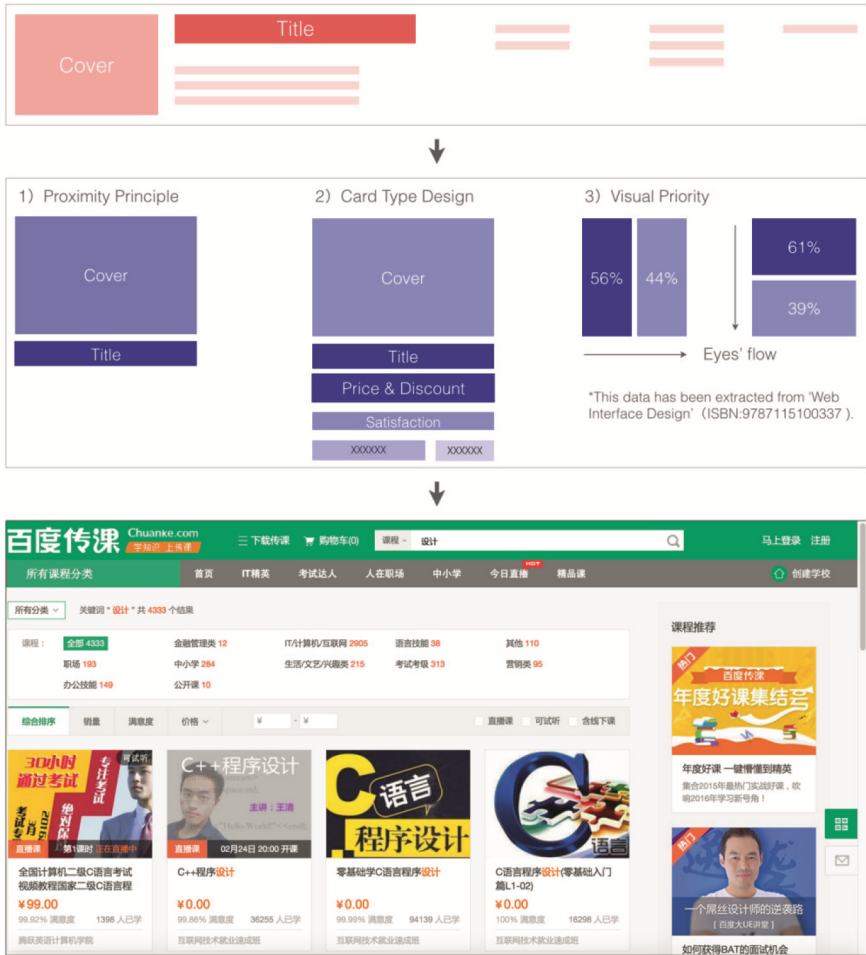 Title
Cover
1）Proximity Principle
Cover
Title
2）Card Type Design
Cover
Title
Price & Discount
Satisfaction
XXXXXX XXXXXX
3）Visual Priority
56% 44%
61%
39%
Eyes’ flow
*This data has been extracted from ‘Web
Interface Design’（ISBN:9787115100337 ）.
百度传课 Chuanke.com
学知识 上传课
下载传课 购物车(0) 课程 设计 马上登录 注册
所有课程分类 首页 IT精英 考试达人 人在职场 中小学 今日直播 HOT 精品课 创建学校
所有分类 关键词 “ 设计 ” 共 4333 个结果
课程： 全部 4333 金融管理类 12 IT/计算机/互联网 2905 语言技能 38 其他 110
职场 193 中小学 284 生活/文艺/兴趣类 215 考试考级 313 营销类 95
办公技能 149 公开课 10
综合排序 销量 满意度 价格 ¥ - ¥ 直播课 可试听 含线下课
30小时
通过考试
专注考试
绝对保
可试听
直播课 第1课时 正在直播中
全国计算机二级C语言考试
视频教程国家二级C语言程
¥99.00
99.92% 满意度 1398 人已学
腾跃英语计算机学院
C++程序设计
主讲：王清
"Hello World!"<<endl;
直播课 02月24日 20:00 开课
C++程序设计
¥0.00
99.86% 满意度 36255 人已学
互联网技术就业速成班
C语言
程序设计
零基础学C语言程序设计
¥0.00
99.99% 满意度 94139 人已学
互联网技术就业速成班
C
语言
C语言程序设计(零基础入门
篇L1-02)
¥0.00
100% 满意度 16298 人已学
互联网技术就业速成班
课程推荐
热门
百度传课
年度好课集结号
年度好课 一键懵懂到精英
集合2015年最热门实战好课，吹
响2016年学习新号角！
热门
逆袭
一个屌丝设计师的逆袭路
[ 百度大UE讲堂 ]
如何获得BAT的面试机会